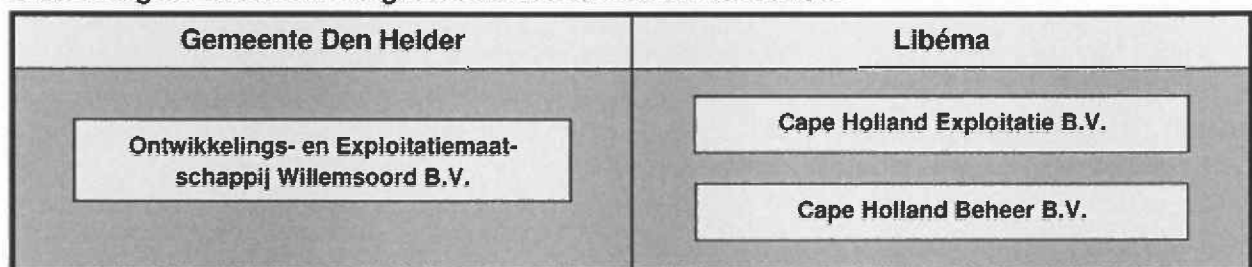 Gemeente Den Helder
Libéma
Ontwikkelings- en Exploitatiemaat-
schappij Willemsoord B.V.
Cape Holland Exploitatie B.V.
Cape Holland Beheer B.V.